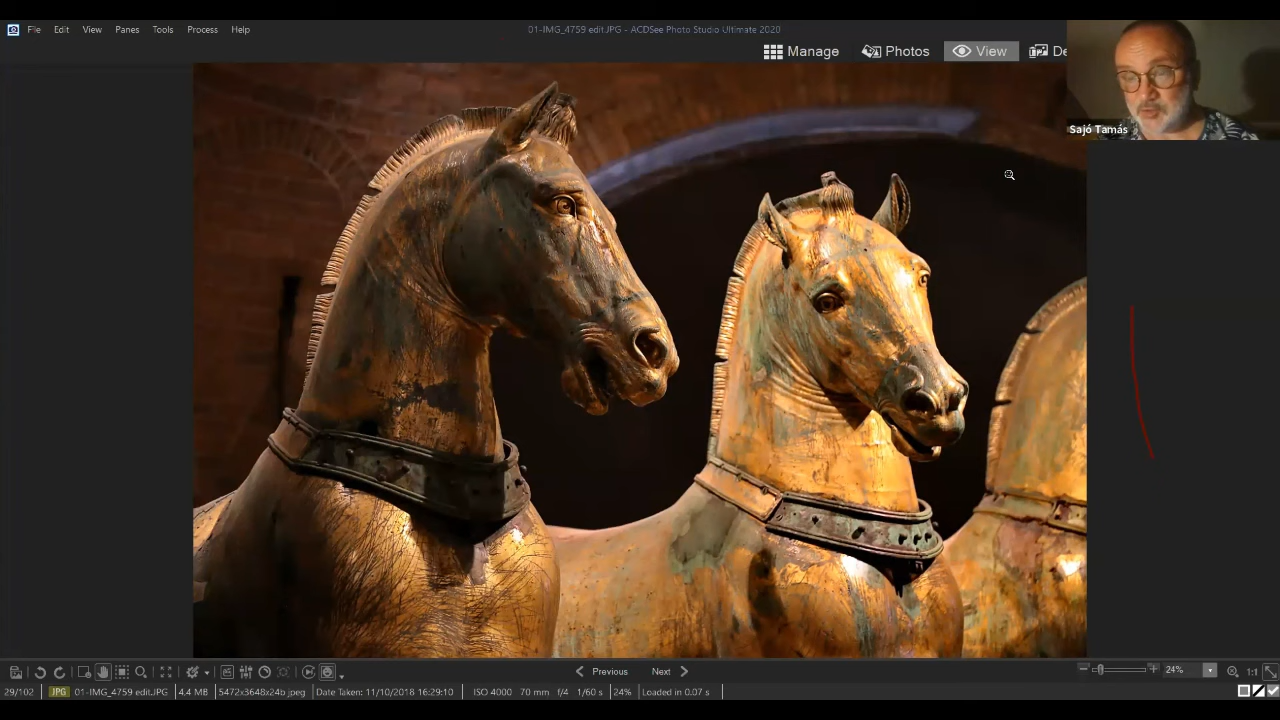 File Edit View Panes Tools Process Help
01-IMG_4759 edit.JPG - ACDSee Photo Studio Ultimate 2020
Manage Photos View De
Sajó Tamás
Previous Next
24% 1:1
29/102 JPG 01-IMG_4759 edit.JPG 4.4 MB 5472x3648x24b jpeg Date Taken: 11/10/2018 16:29:10 ISO 4000 70 mm f/4 1/60 s 24% Loaded in 0.07 s